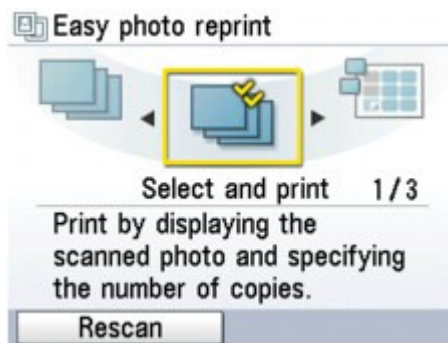 Easy photo reprint
Select and print 1/3
Print by displaying the
scanned photo and specifying
the number of copies.
Rescan